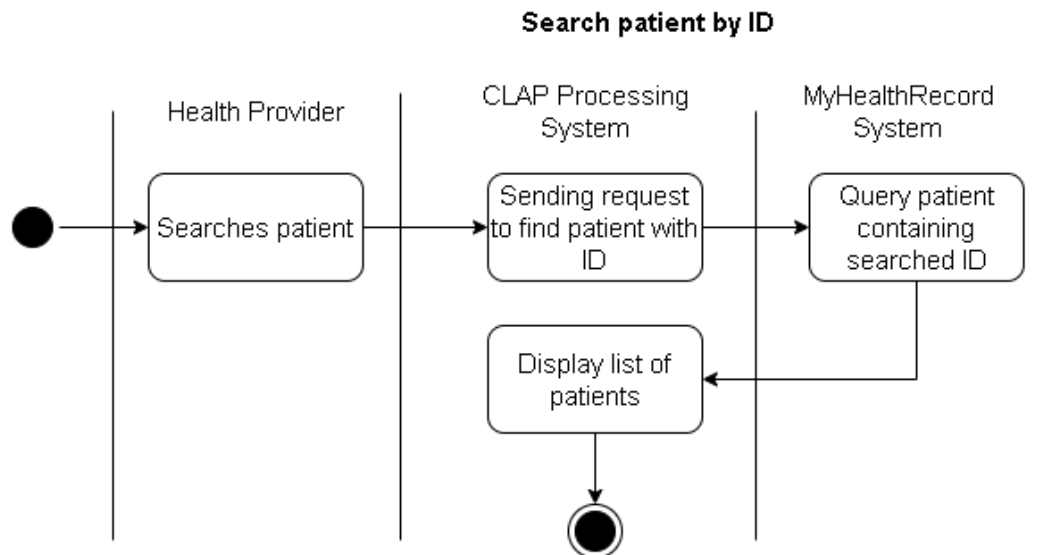 Search patient by ID
Health Provider
CLAP Processing
System
MyHealthRecord
System
Searches patient
Sending request
to find patient with
ID
Query patient
containing
searched ID
Display list of
patients